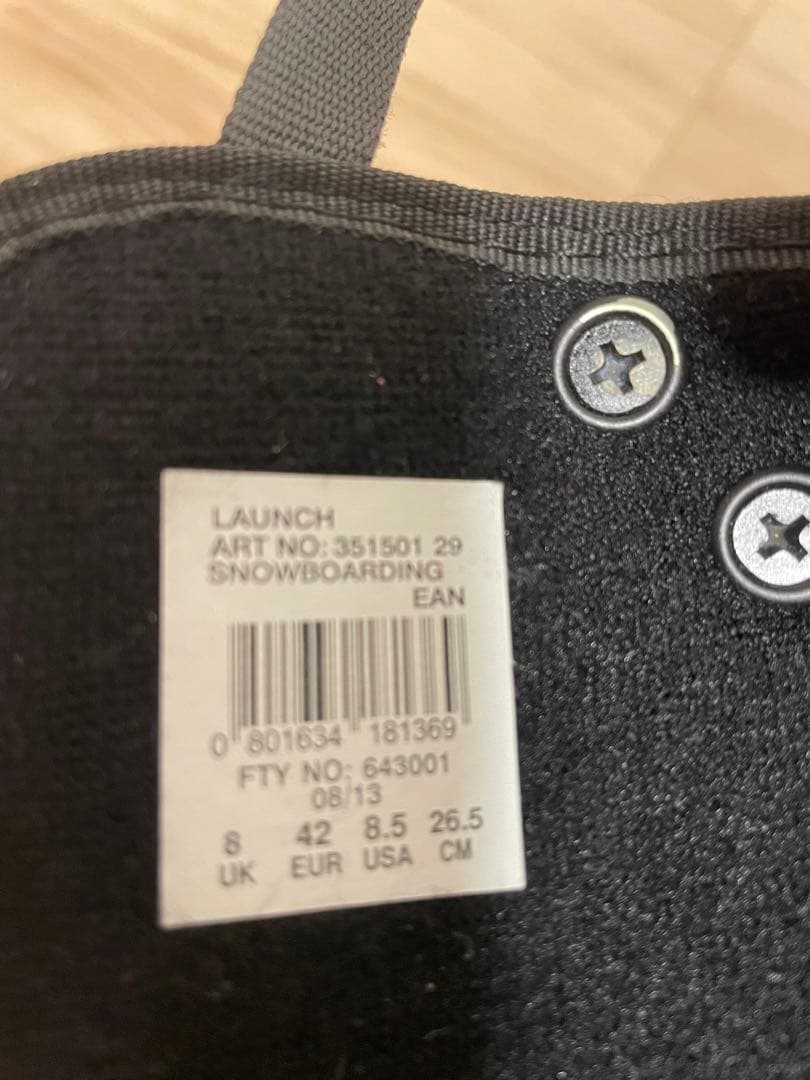 LAUNCH
ART NO: 351501 29
SNOWBOARDING
EAN
0 801634 181369
FTY NO: 643001
08/13
8 42 8.5 26.5
UK EUR USA CM